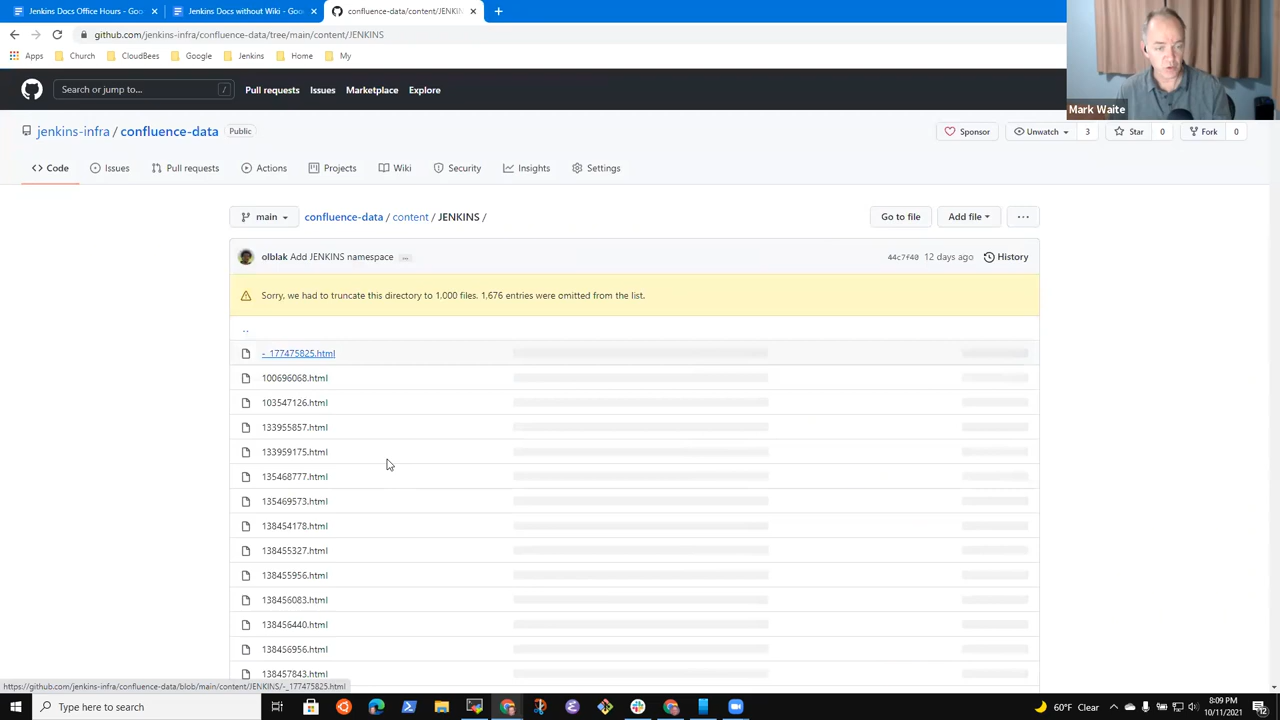 Jenkins Docs Office Hours - Goo
Jenkins Docs without Wiki - Goo
confluence-data/content/JENKIN
github.com/jenkins-infra/confluence-data/tree/main/content/JENKINS
Apps
Church
CloudBees
Google
Jenkins
Home
My
Mark Waite
Search or jump to...
/
Pull requests
Issues
Marketplace
Explore
jenkins-infra / confluence-data
Public
Sponsor
Unwatch
3
Star
0
Fork
0
<> Code
Issues
Pull requests
Actions
Projects
Wiki
Security
Insights
Settings
main
confluence-data / content / JENKINS /
Go to file
Add file
...
olblak Add JENKINS namespace
...
44c7f40
12 days ago
History
Sorry, we had to truncate this directory to 1,000 files. 1,676 entries were omitted from the list.
..
-_177475825.html
100696068.html
103547126.html
133955857.html
133959175.html
135468777.html
135469573.html
138454178.html
138455327.html
138455956.html
138456083.html
138456440.html
138456956.html
138457843.html
https://github.com/jenkins-infra/confluence-data/blob/main/content/JENKINS/-_177475825.html
Type here to search
60°F Clear
8:09 PM
10/11/2021
12